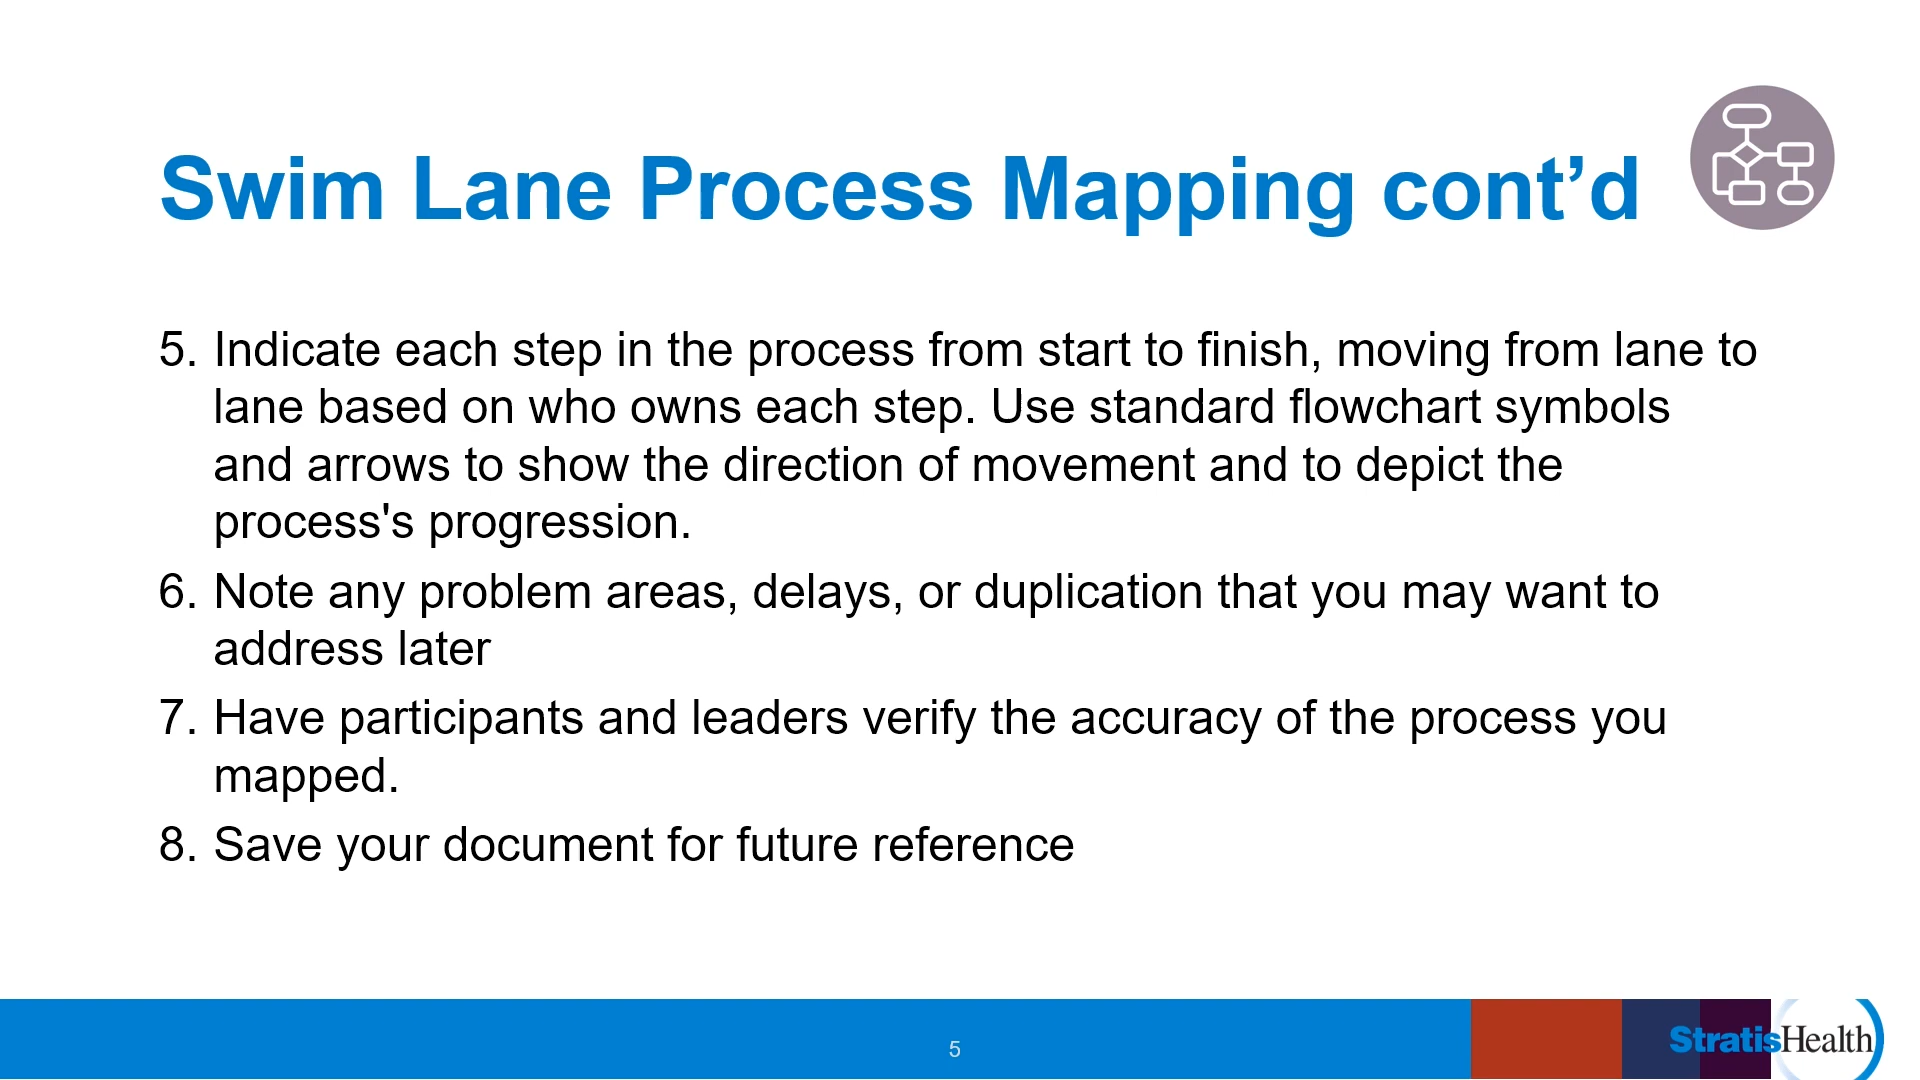 Swim Lane Process Mapping cont’d
5. Indicate each step in the process from start to finish, moving from lane to
lane based on who owns each step. Use standard flowchart symbols
and arrows to show the direction of movement and to depict the
process's progression.
6. Note any problem areas, delays, or duplication that you may want to
address later
7. Have participants and leaders verify the accuracy of the process you
mapped.
8. Save your document for future reference
5
StratisHealth